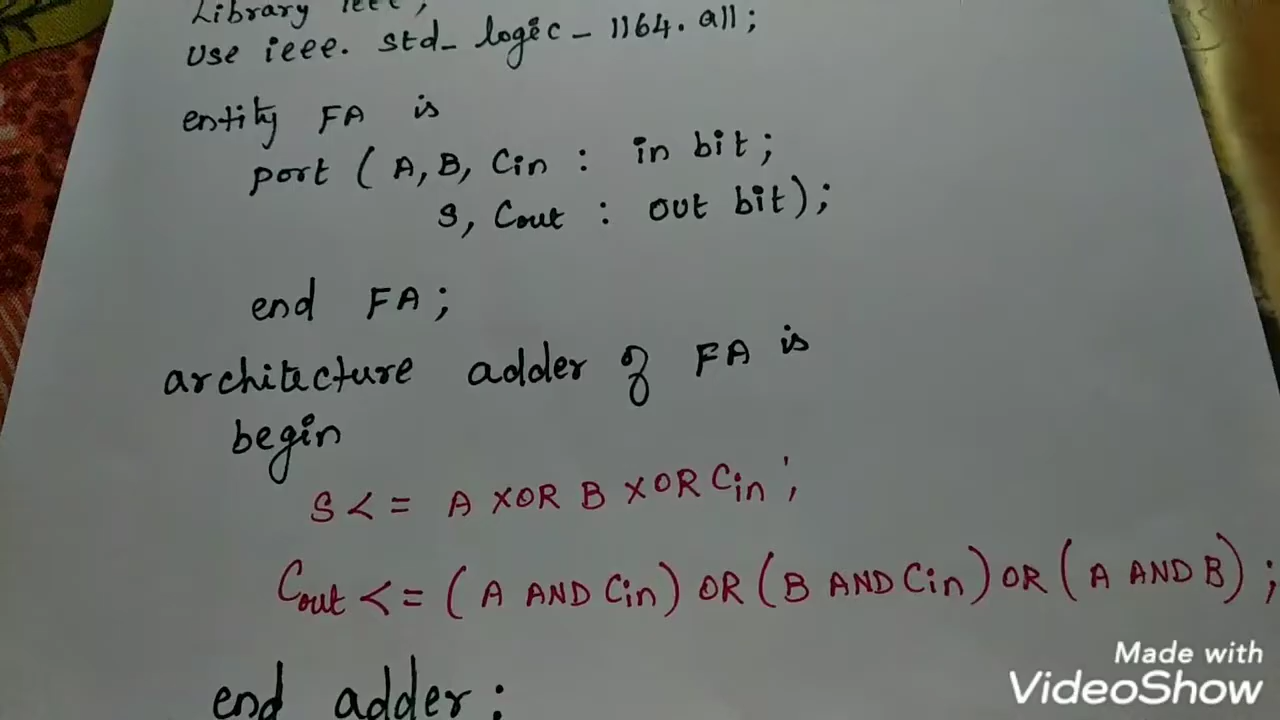 Library ieee;
Use ieee. std_ logic_ 1164. all;
entity FA is
port ( A, B, Cin : in bit;
S, Cout : out bit);
end FA;
architecture adder of FA is
begin
S <= A XOR B XOR Cin ;
Cout <= ( A AND Cin) OR ( B AND Cin) OR ( A AND B) ;
end adder;
Made with
VideoShow